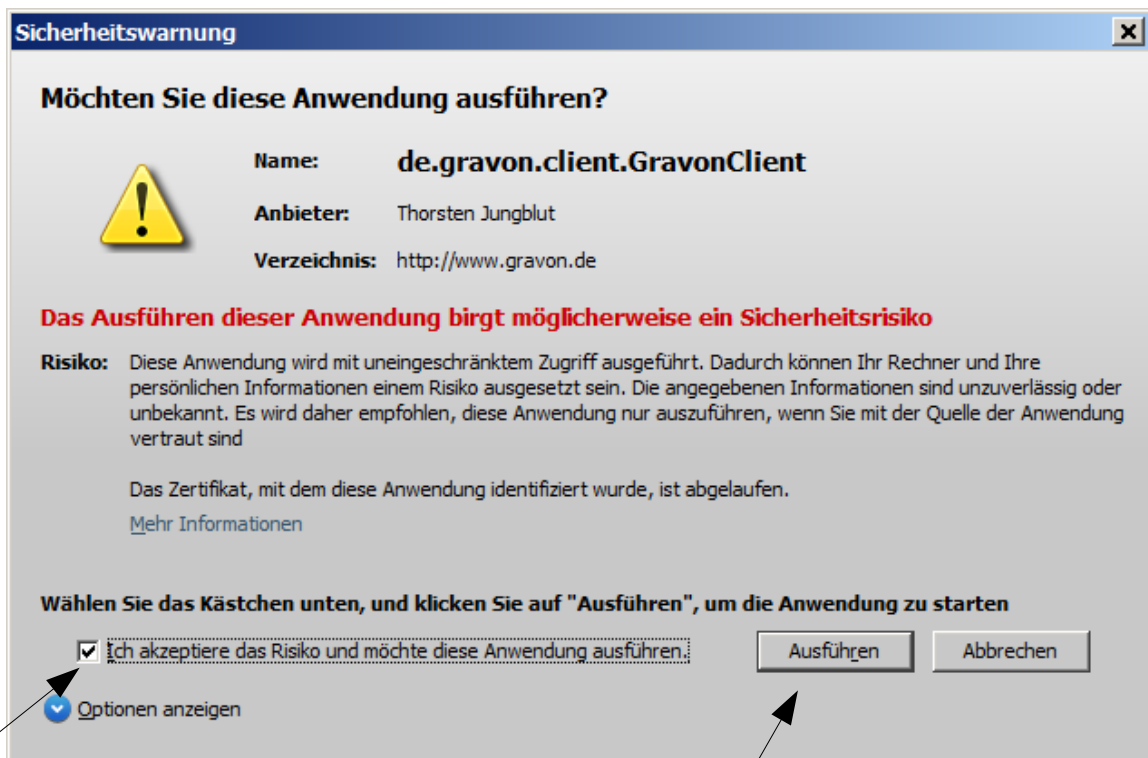 Sicherheitswarnung
Möchten Sie diese Anwendung ausführen?
Name: de.gravon.client.GravonClient
Anbieter: Thorsten Jungblut
Verzeichnis: http://www.gravon.de
Das Ausführen dieser Anwendung birgt möglicherweise ein Sicherheitsrisiko
Risiko: Diese Anwendung wird mit uneingeschränktem Zugriff ausgeführt. Dadurch können Ihr Rechner und Ihre
persönlichen Informationen einem Risiko ausgesetzt sein. Die angegebenen Informationen sind unzuverlässig oder
unbekannt. Es wird daher empfohlen, diese Anwendung nur auszuführen, wenn Sie mit der Quelle der Anwendung
vertraut sind
Das Zertifikat, mit dem diese Anwendung identifiziert wurde, ist abgelaufen.
Mehr Informationen
Wählen Sie das Kästchen unten, und klicken Sie auf "Ausführen", um die Anwendung zu starten
Ich akzeptiere das Risiko und möchte diese Anwendung ausführen. Ausführen Abbrechen
Optionen anzeigen